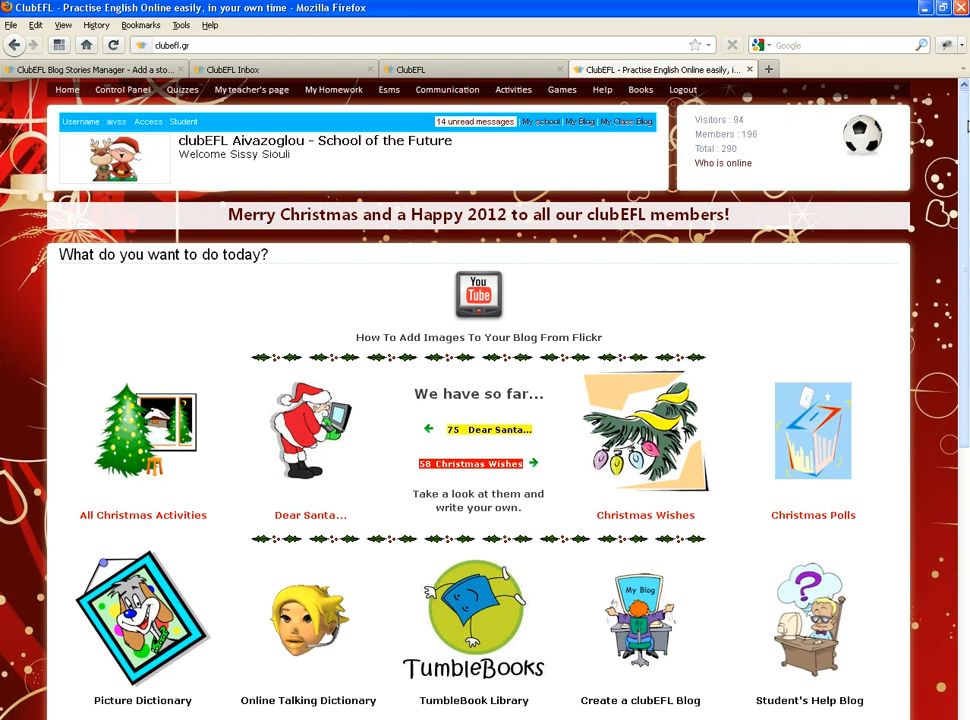 ClubEFL - Practise English Online easily, in your own time - Mozilla Firefox
File Edit View History Bookmarks Tools Help
clubefl.gr Google
ClubEFL Blog Stories Manager - Add a sto... ClubEFL Inbox ClubEFL ClubEFL - Practise English Online easily, i...
Home Control Panel Quizzes My teacher's page My Homework Esms Communication Activities Games Help Books Logout
Username : aivss Access : Student 14 unread messages My school My Blog My Class Blog
clubEFL Aivazoglou - School of the Future
Welcome Sissy Siouli
Visitors : 94
Members : 196
Total : 290
Who is online
Merry Christmas and a Happy 2012 to all our clubEFL members!
What do you want to do today?
You
Tube
How To Add Images To Your Blog From Flickr
We have so far...
75 Dear Santa...
58 Christmas Wishes
Take a look at them and
write your own.
All Christmas Activities Dear Santa... Christmas Wishes Christmas Polls
My Blog
?
TUMBLEBOOKS
Picture Dictionary Online Talking Dictionary TumbleBook Library Create a clubEFL Blog Student's Help Blog